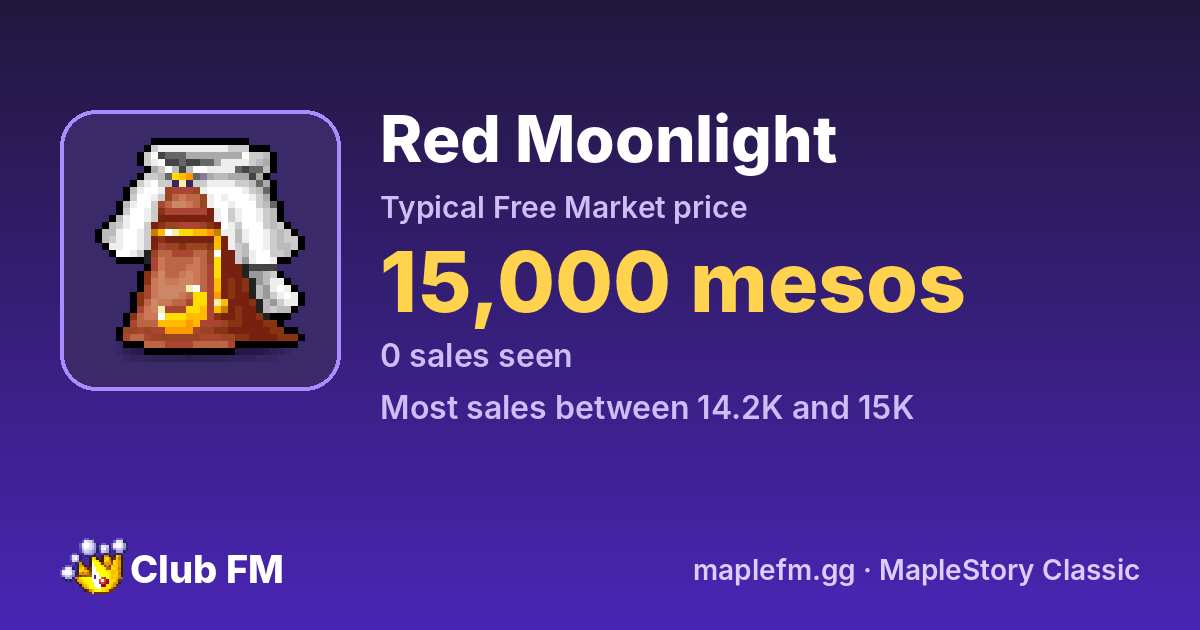 Red Moonlight
Typical Free Market price
15,000 mesos
0 sales seen
Most sales between 14.2K and 15K
Club FM
maplefm.gg · MapleStory Classic